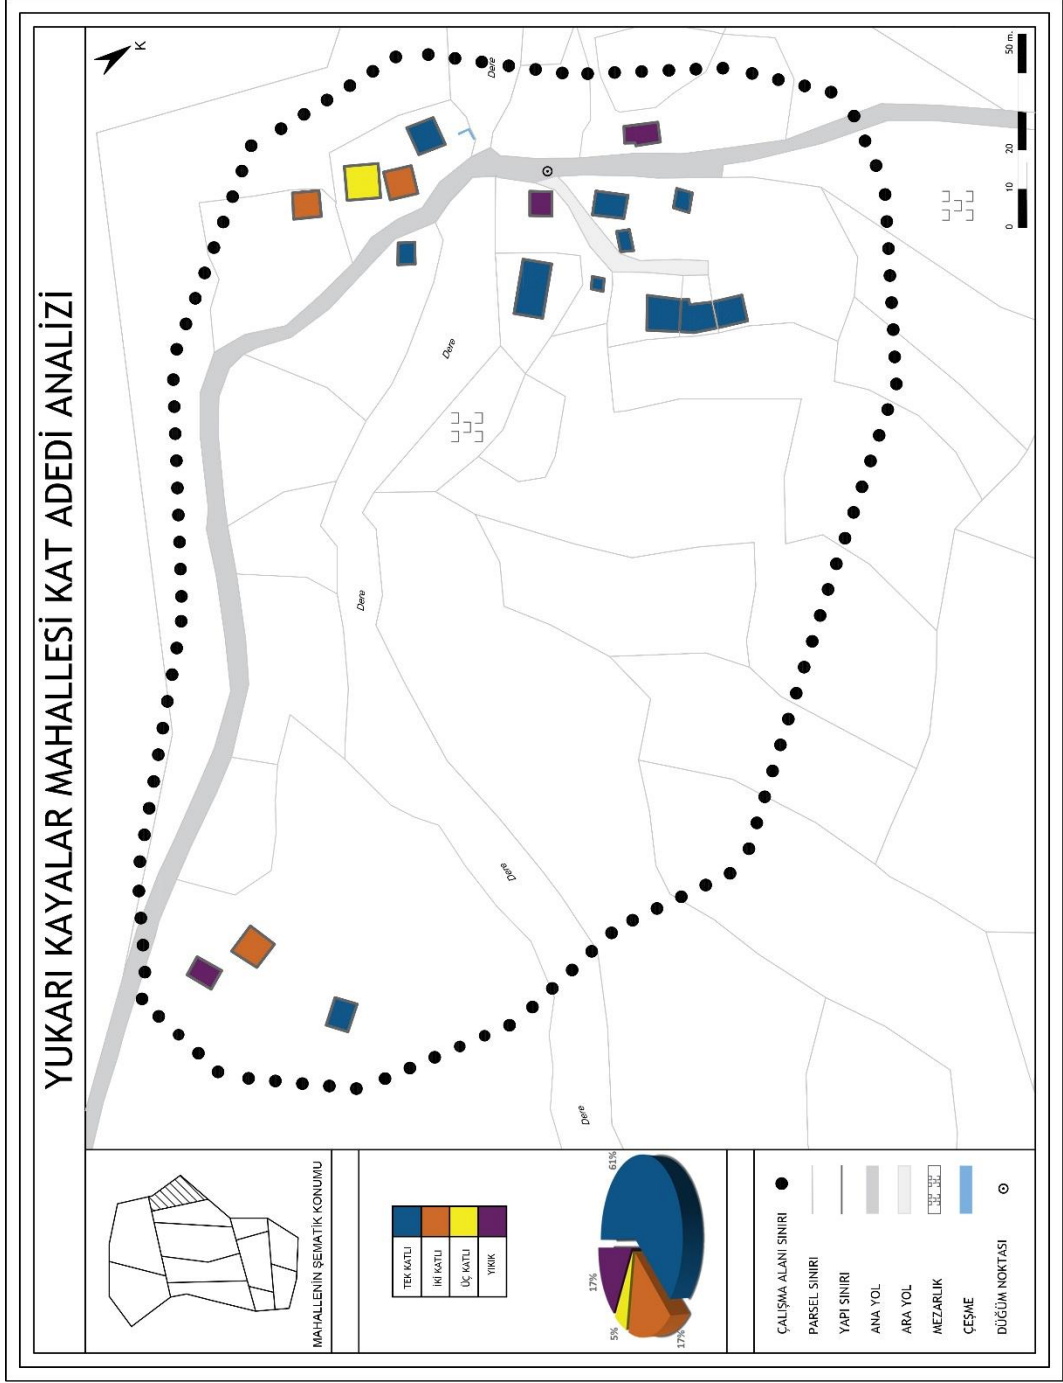 YUKARI KAYALAR MAHALLESİ KAT ADEDİ ANALİZİ
K
Dere
Dere
Dere
Dere
Dere
0 10 20 50 m.
MAHALLENİN ŞEMATİK KONUMU
TEK KATLI
İKİ KATLI
ÜÇ KATLI
YIKIK
61%
17%
5%
17%
ÇALIŞMA ALANI SINIRI
PARSEL SINIRI
YAPI SINIRI
ANA YOL
ARA YOL
MEZARLIK
ÇEŞME
DÜĞÜM NOKTASI